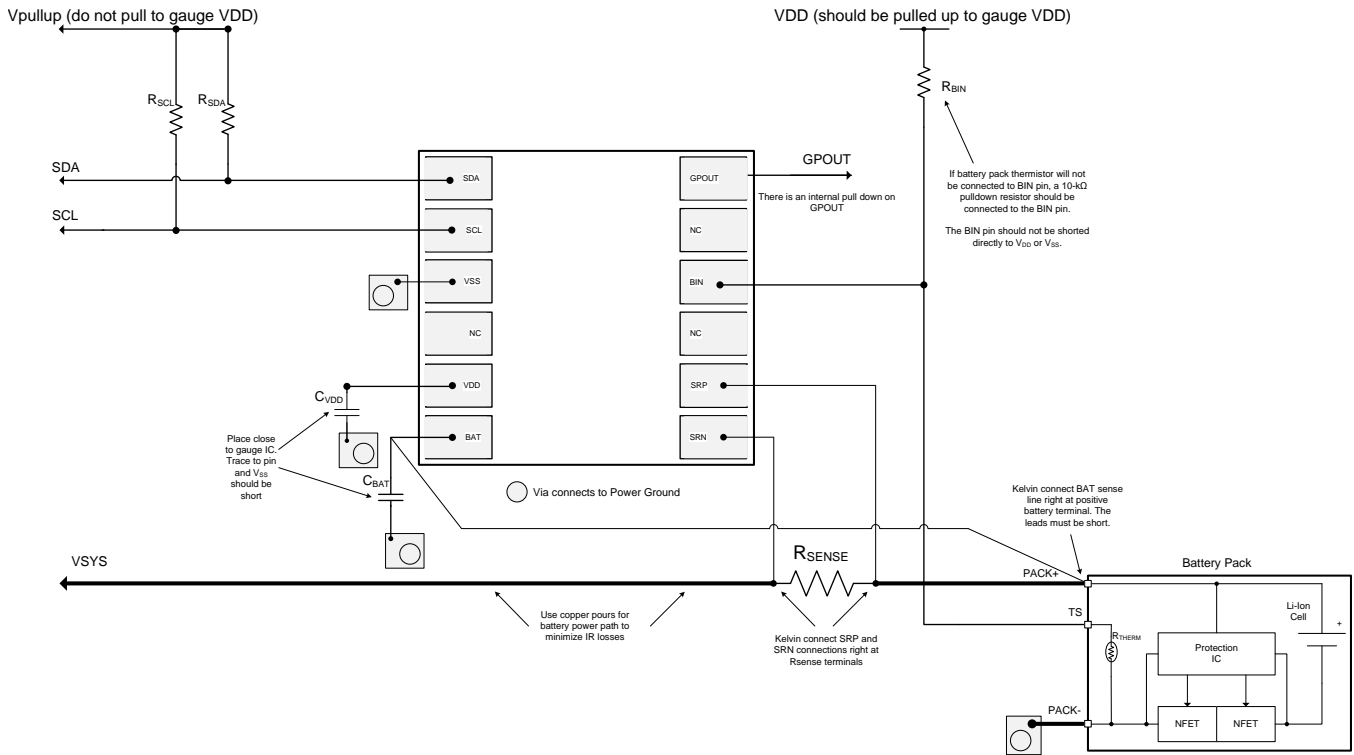 Vpullup (do not pull to gauge VDD)
VDD (should be pulled up to gauge VDD)
RSCL
RSDA
RBIN
SDA
SCL
SDA
SCL
VSS
NC
VDD
BAT
GPOUT
NC
BIN
NC
SRP
SRN
GPOUT
There is an internal pull down on
GPOUT
If battery pack thermistor will not
be connected to BIN pin, a 10-kΩ
pulldown resistor should be
connected to the BIN pin.
The BIN pin should not be shorted
directly to VDD or VSS.
CVDD
Place close
to gauge IC.
Trace to pin
and VSS
should be
short
CBAT
Via connects to Power Ground
Kelvin connect BAT sense
line right at positive
battery terminal. The
leads must be short.
VSYS
RSENSE
PACK+
Battery Pack
Use copper pours for
battery power path to
minimize IR losses
Kelvin connect SRP and
SRN connections right at
Rsense terminals
TS
RTHERM
Protection
IC
Li-Ion
Cell
+
NFET
NFET
PACK-